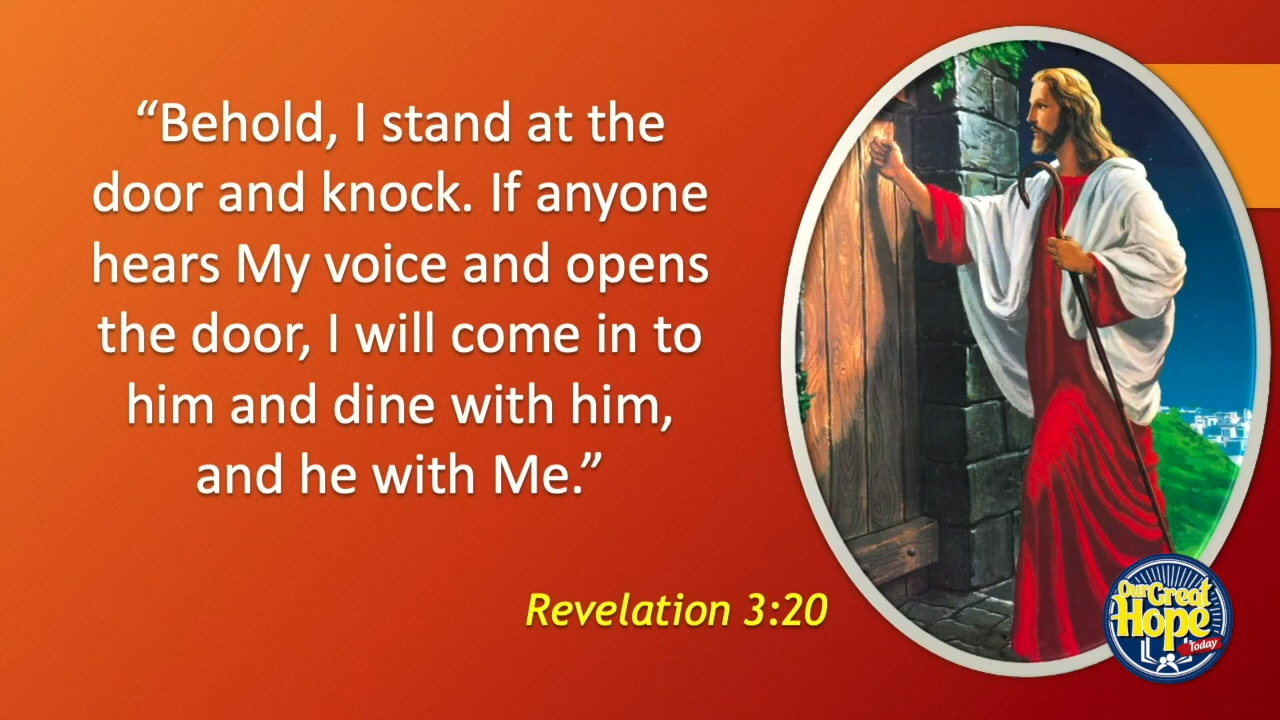 “Behold, I stand at the
door and knock. If anyone
hears My voice and opens
the door, I will come in to
him and dine with him,
and he with Me.”
Revelation 3:20
Our Great
Hope
Today